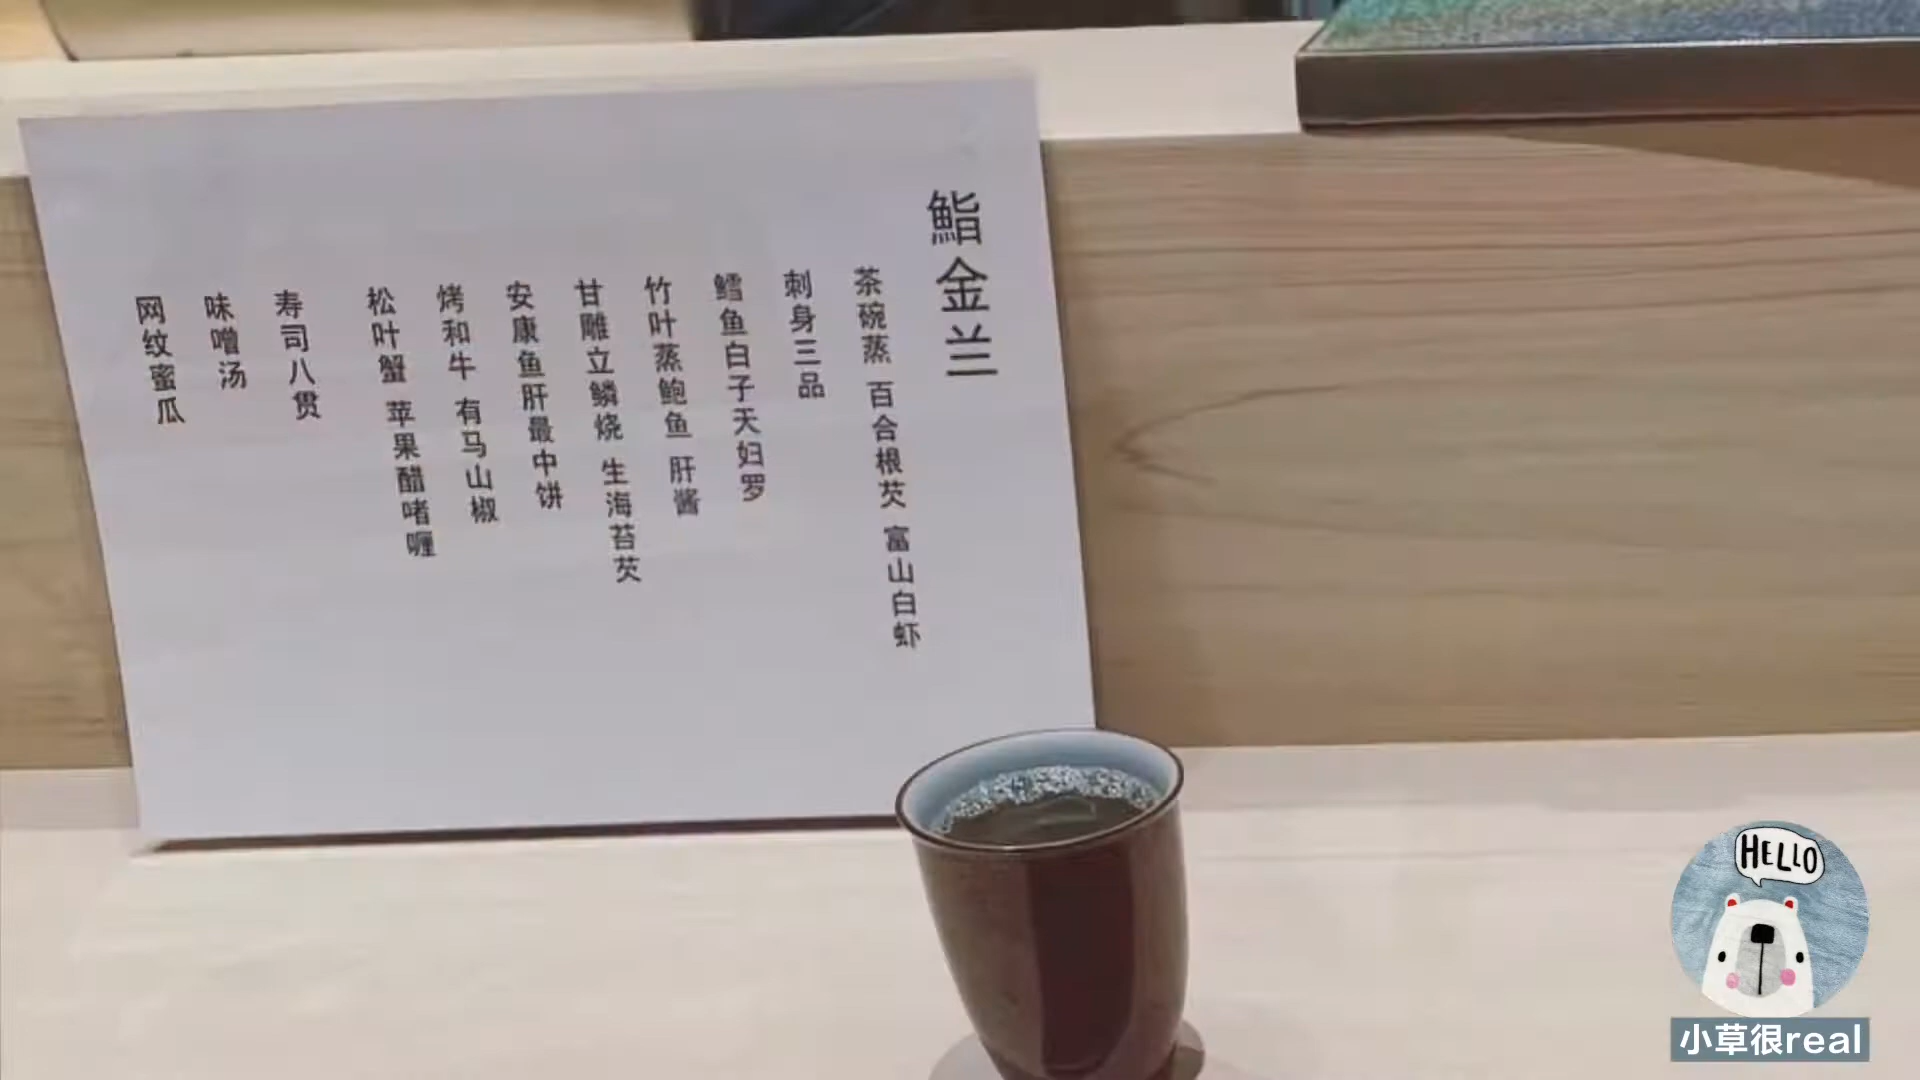 鮨金兰
茶碗蒸 百合根芡 富山白虾
刺身三品
鳕鱼白子天妇罗
竹叶蒸鲍鱼 肝酱
甘雕立鳞烧 生海苔芡
安康鱼肝最中饼
烤和牛 有马山椒
松叶蟹 苹果醋啫喱
寿司八贯
味噌汤
网纹蜜瓜
HELLO
小草很real